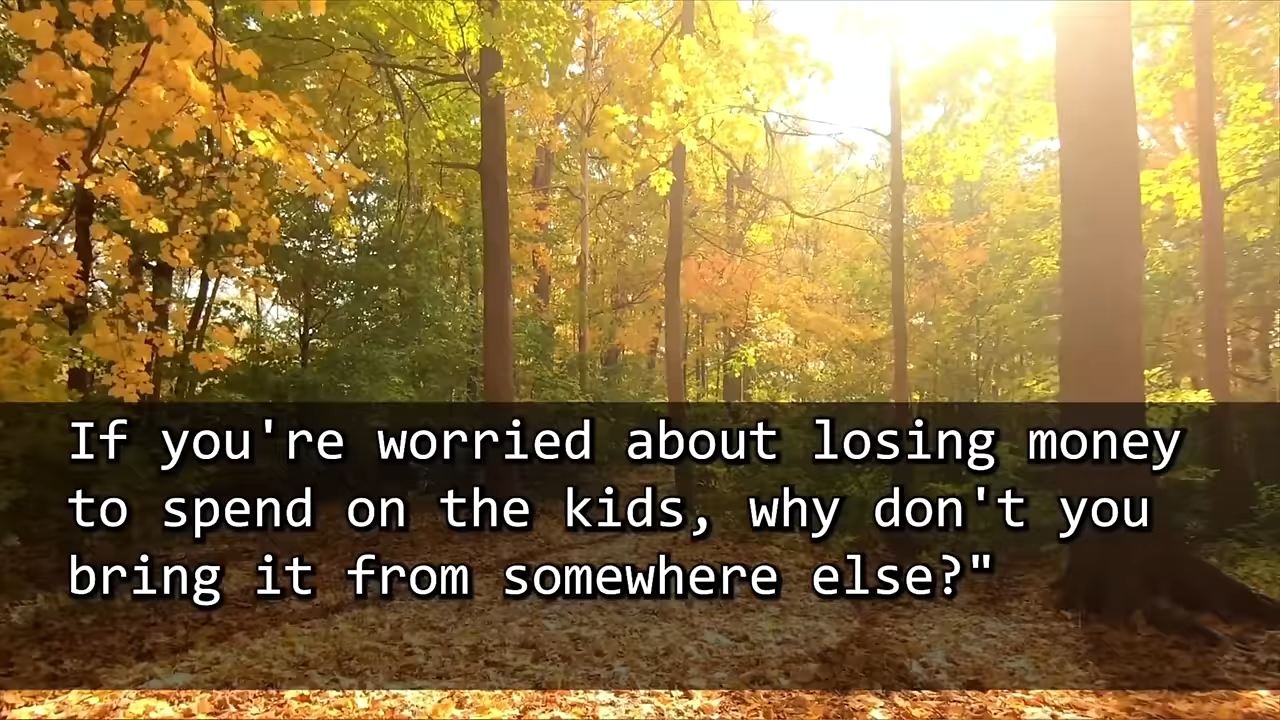 If you're worried about losing money
to spend on the kids, why don't you
bring it from somewhere else?"